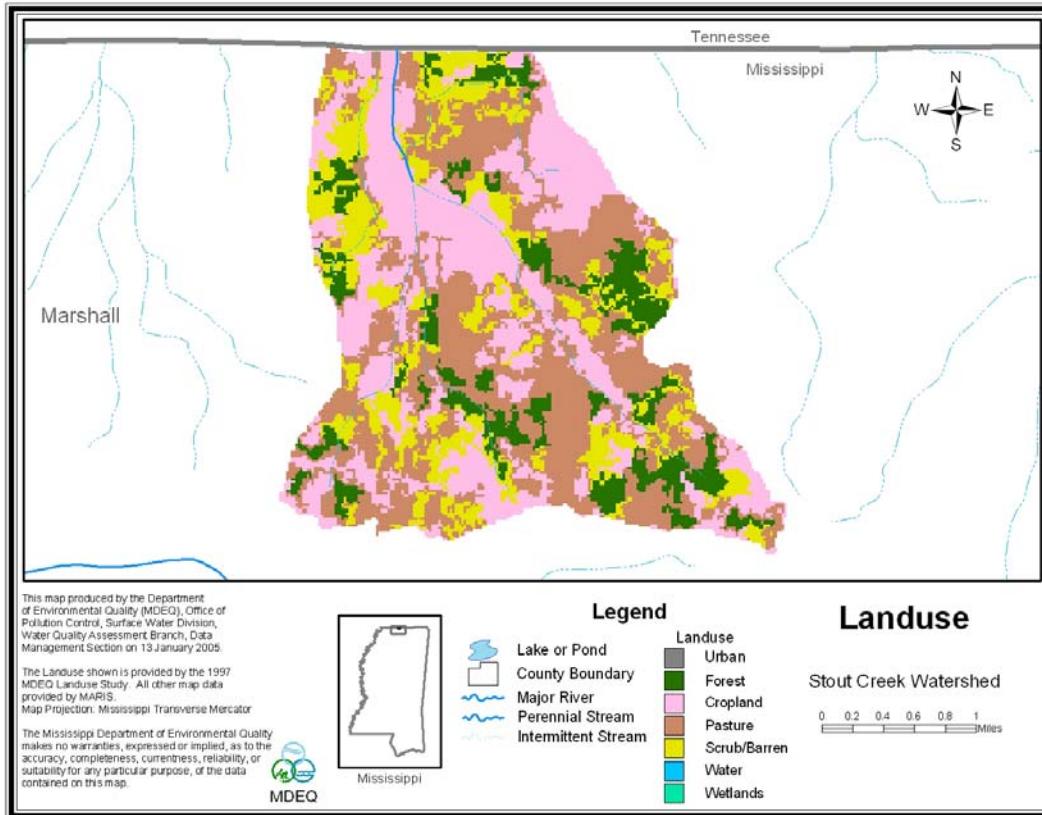 Tennessee
Mississippi
N
W E
S
Marshall
This map produced by the Department
of Environmental Quality (MDEQ), Office of
Pollution Control, Surface Water Division,
Water Quality Assessment Branch, Data
Management Section on 13 January 2005.
The Landuse shown is provided by the 1997
MDEQ Landuse Study. All other map data
provided by MARIS.
Map Projection: Mississippi Transverse Mercator
The Mississippi Department of Environmental Quality
makes no warranties, expressed or implied, as to the
accuracy, completeness, currentness, reliability, or
suitability for any particular purpose, of the data
contained on this map.
MDEQ
Mississippi
Legend
Lake or Pond
County Boundary
Major River
Perennial Stream
Intermittent Stream
Landuse
Urban
Forest
Cropland
Pasture
Scrub/Barren
Water
Wetlands
Landuse
Stout Creek Watershed
0 0.2 0.4 0.6 0.8 1
Miles